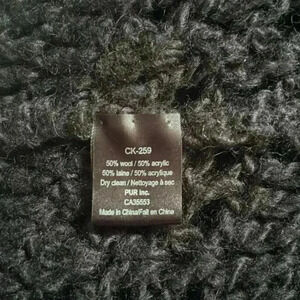 CK-259
50% wool / 50% acrylic
50% laine / 50% acrylique
Dry clean / Nettoyage à sec
PUR Inc.
CA35553
Made in China/Fait en Chine